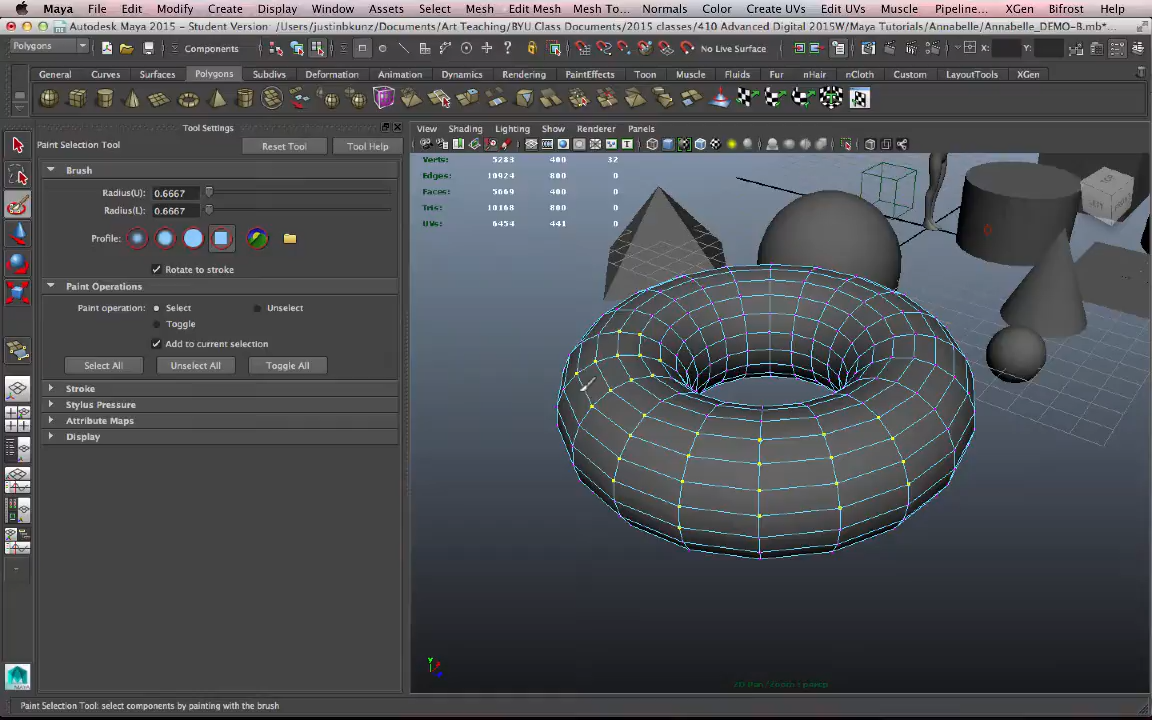 Maya File Edit Modify Create Display Window Assets Select Mesh Edit Mesh Mesh To... Normals Color Create UVs Edit UVs Muscle Pipeline... XGen Bifrost Help
Autodesk Maya 2015 - Student Version: /Users/justinbkunz/Documents/Art Teaching/BYU Class Documents/2015 classes/410 Advanced Digital 2015W/Maya Tutorials/Annabelle/Annabelle_DEMO-8.mb*...
Polygons Components No Live Surface X: Y:
General Curves Surfaces Polygons Subdivs Deformation Animation Dynamics Rendering PaintEffects Toon Muscle Fluids Fur nHair nCloth Custom LayoutTools XGen
Tool Settings
View Shading Lighting Show Renderer Panels
Paint Selection Tool Reset Tool Tool Help
Brush
Radius(U): 0.6667
Radius(L): 0.6667
Profile:
Rotate to stroke
Paint Operations
Paint operation: Select Unselect
Toggle
Add to current selection
Select All Unselect All Toggle All
Stroke
Stylus Pressure
Attribute Maps
Display
Verts: 5283 400 32
Edges: 10924 800 0
Faces: 5669 400 0
Tris: 10168 800 0
UVs: 6454 441 0
Paint Selection Tool: select components by painting with the brush